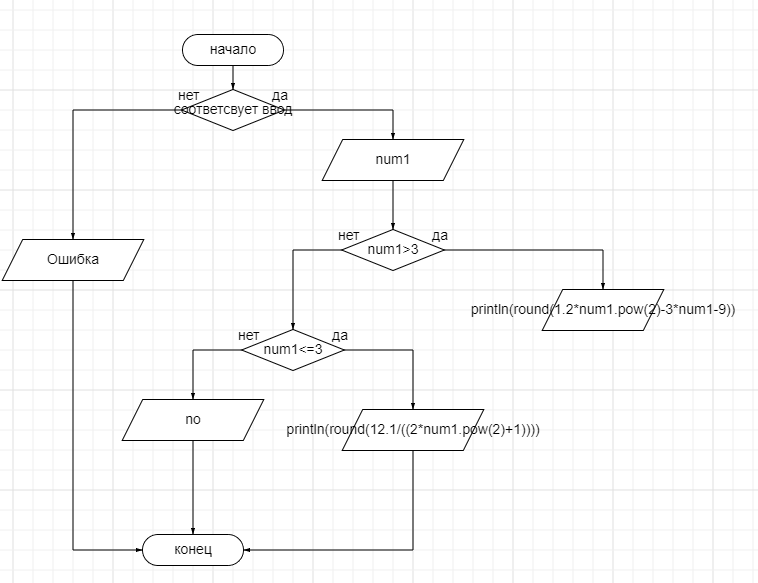 начало
нет
да
соответсвует ввод
num1
нет
да
num1>3
Ошибка
println(round(1.2*num1.pow(2)-3*num1-9))
нет
да
num1<=3
no
println(round(12.1/((2*num1.pow(2)+1))))
конец